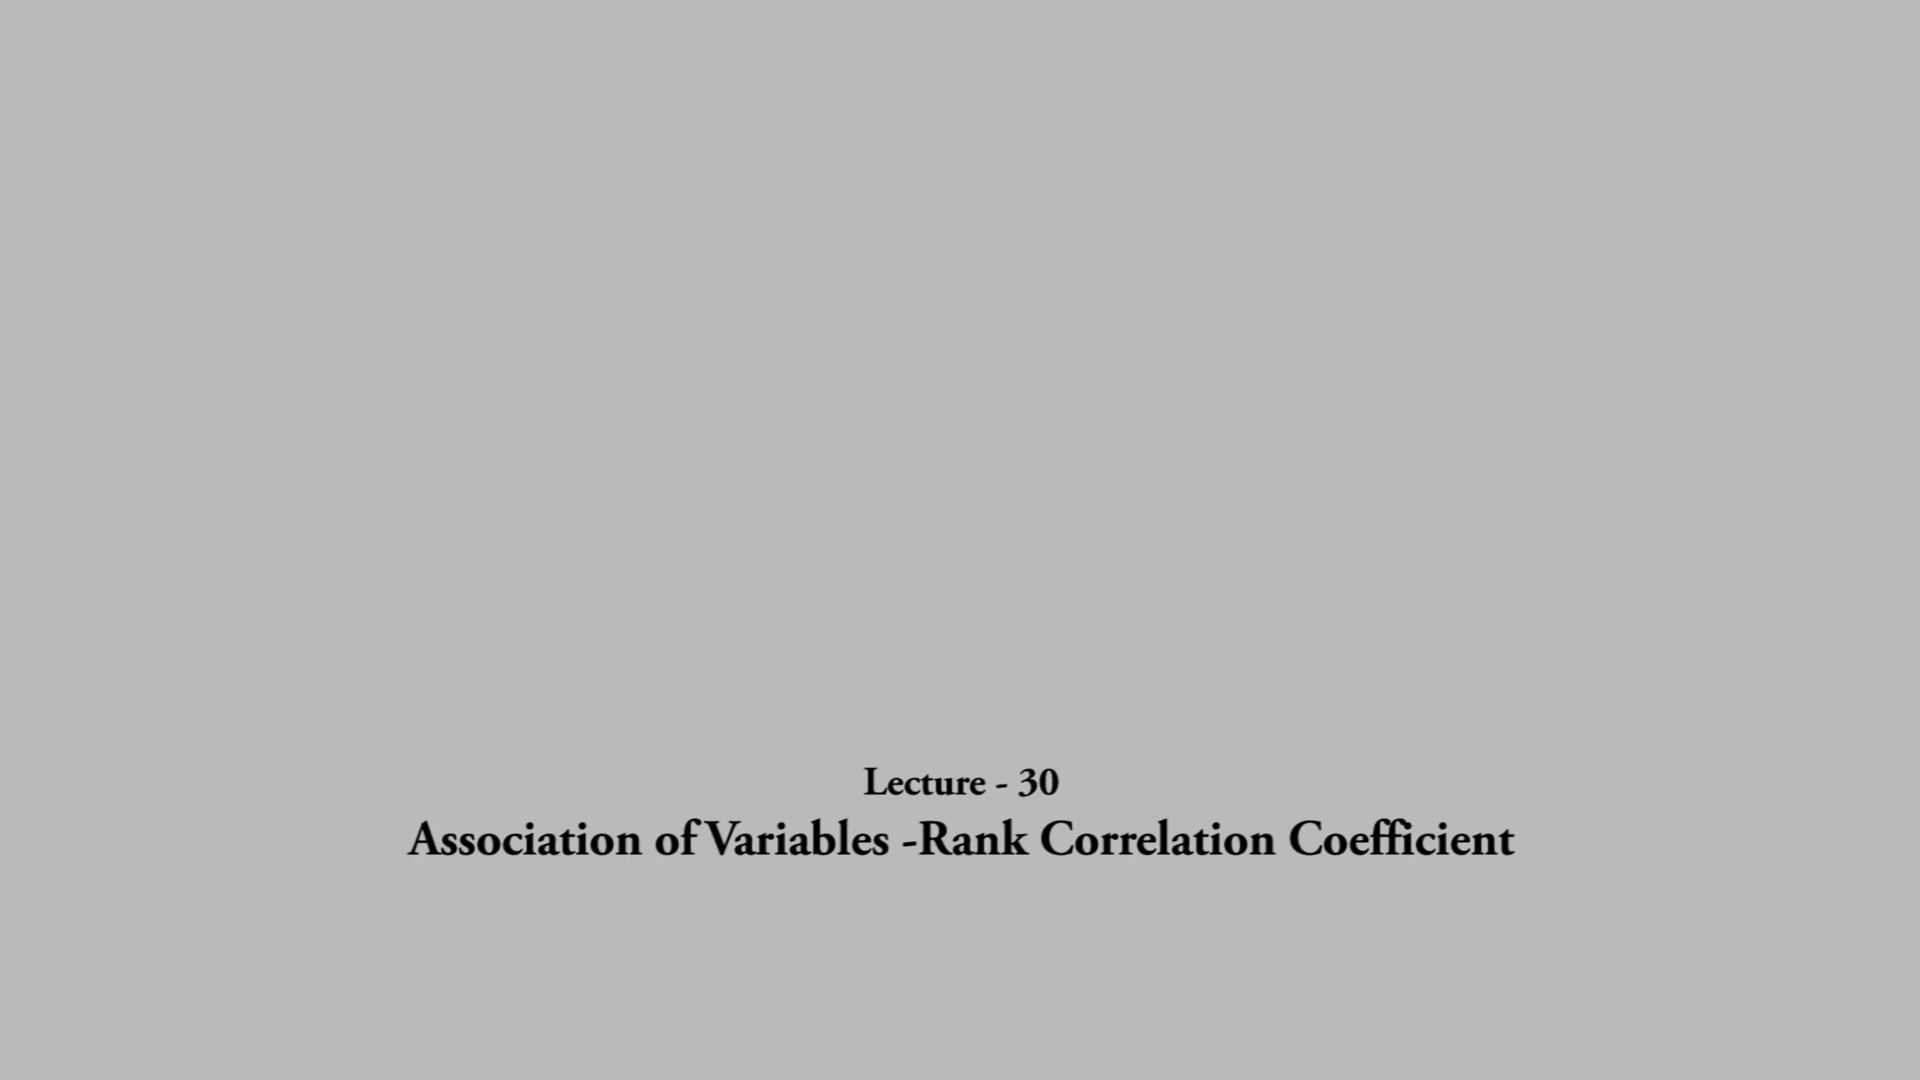 Lecture - 30
Association of Variables -Rank Correlation Coefficient